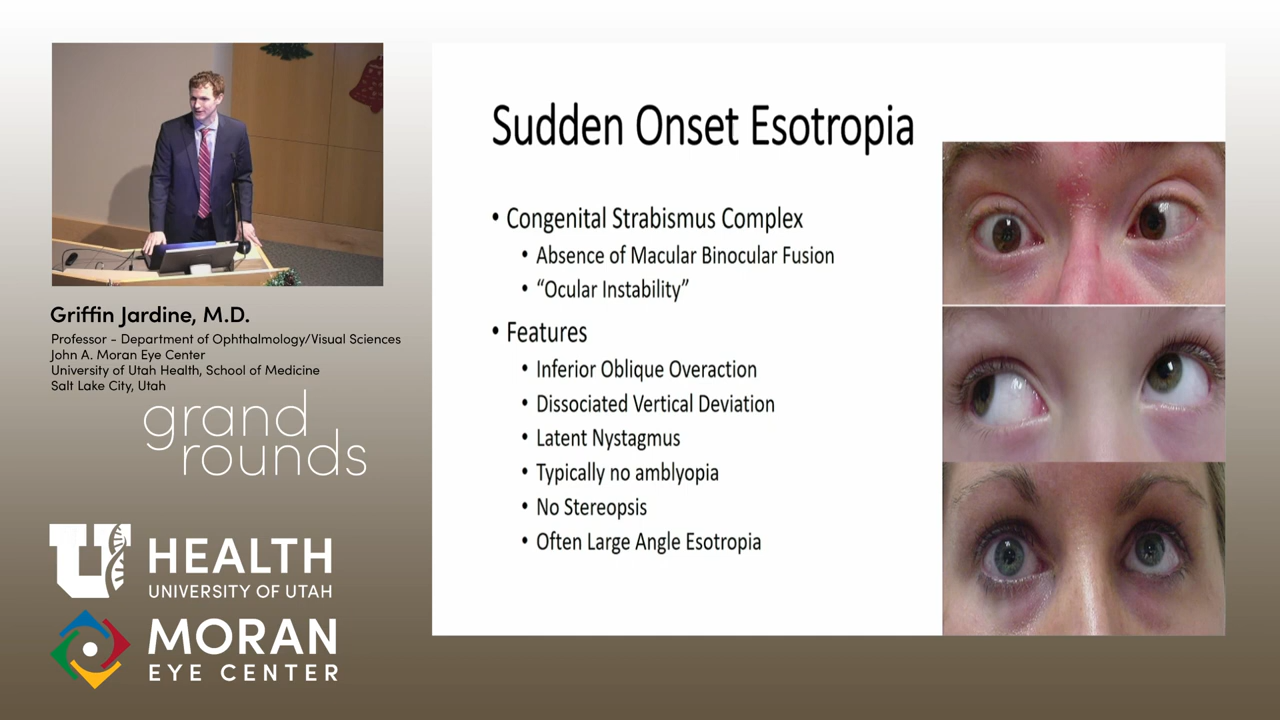 Griffin Jardine, M.D.
Professor - Department of Ophthalmology/Visual Sciences
John A. Moran Eye Center
University of Utah Health, School of Medicine
Salt Lake City, Utah
grand
rounds
U HEALTH
UNIVERSITY OF UTAH
MORAN
EYE CENTER
Sudden Onset Esotropia
• Congenital Strabismus Complex
• Absence of Macular Binocular Fusion
• “Ocular Instability”
• Features
• Inferior Oblique Overaction
• Dissociated Vertical Deviation
• Latent Nystagmus
• Typically no amblyopia
• No Stereopsis
• Often Large Angle Esotropia